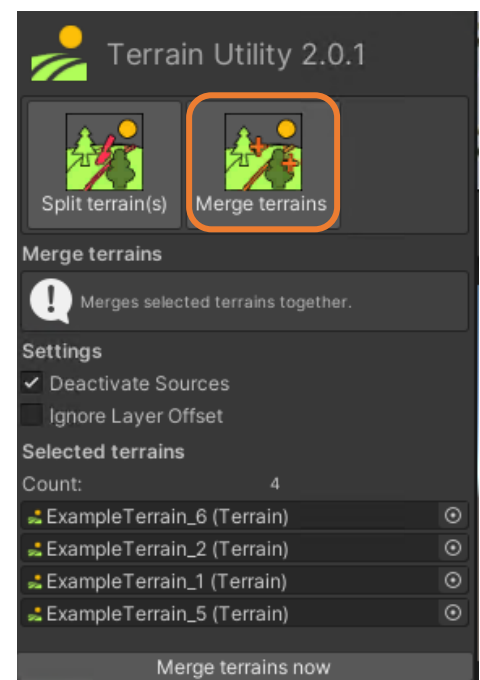 Terrain Utility 2.0.1
Split terrain(s) Merge terrains
Merge terrains
Merges selected terrains together.
Settings
Deactivate Sources
Ignore Layer Offset
Selected terrains
Count: 4
ExampleTerrain_6 (Terrain)
ExampleTerrain_2 (Terrain)
ExampleTerrain_1 (Terrain)
ExampleTerrain_5 (Terrain)
Merge terrains now